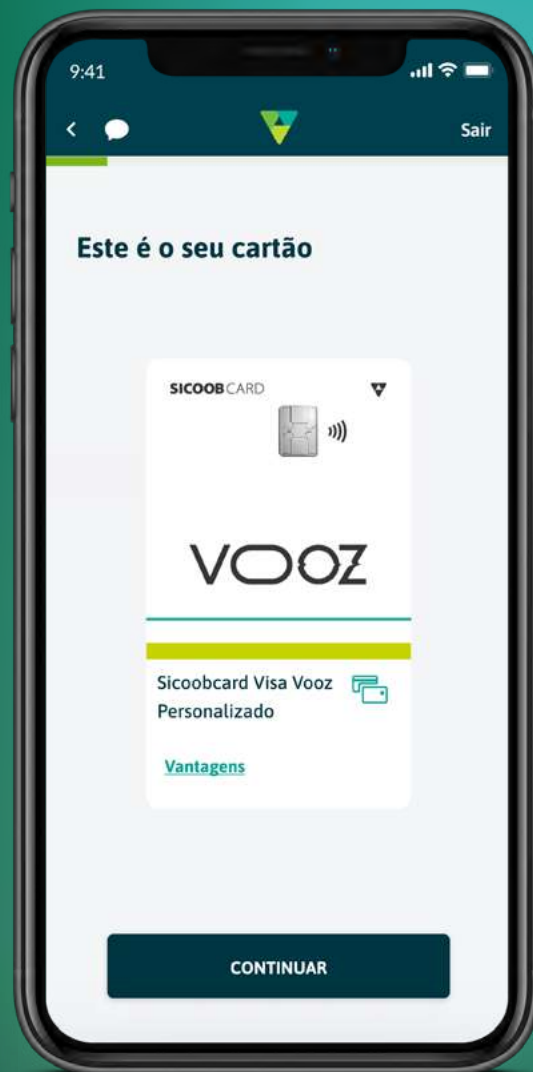 9:41
Sair
Este é o seu cartão
SICOOBCARD
VOOZ
Sicoobcard Visa Vooz
Personalizado
Vantagens
CONTINUAR